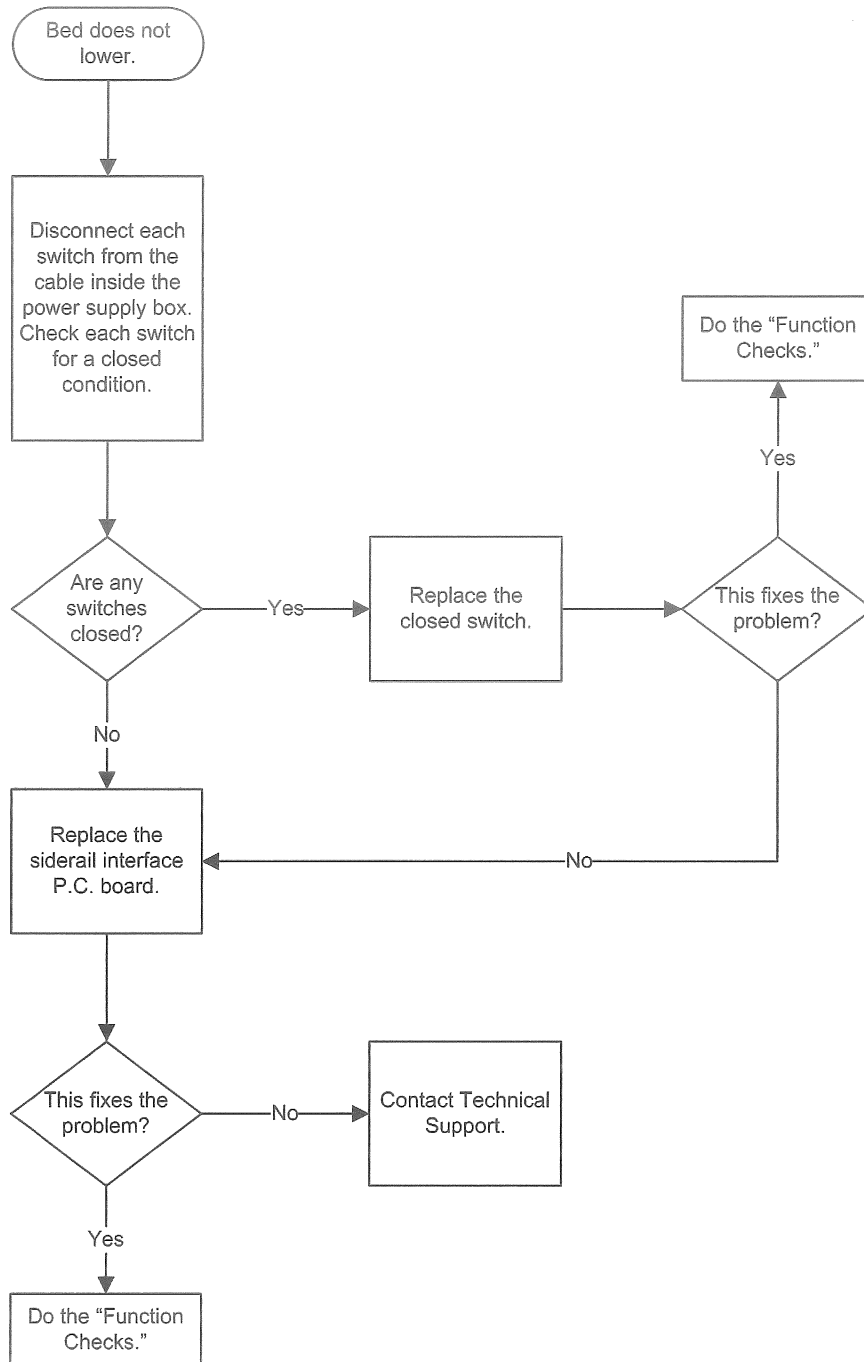 Bed does not
lower.
Disconnect each
switch from the
cable inside the
power supply box.
Check each switch
for a closed
condition.
Are any
switches
closed?
Yes
Replace the
closed switch.
This fixes the
problem?
Yes
Do the “Function
Checks.”
No
No
Replace the
siderail interface
P.C. board.
This fixes the
problem?
No
Contact Technical
Support.
Yes
Do the “Function
Checks.”